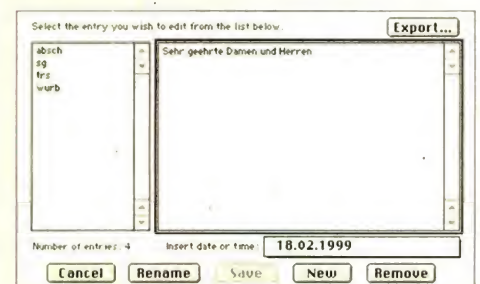 Select the entry you wish to edit from the list below.
Export...
absch
sg
trs
wurb
Sehr geehrte Damen und Herren
Number of entries: 4
Insert date or time:
18.02.1999
Cancel
Rename
Save
New
Remove